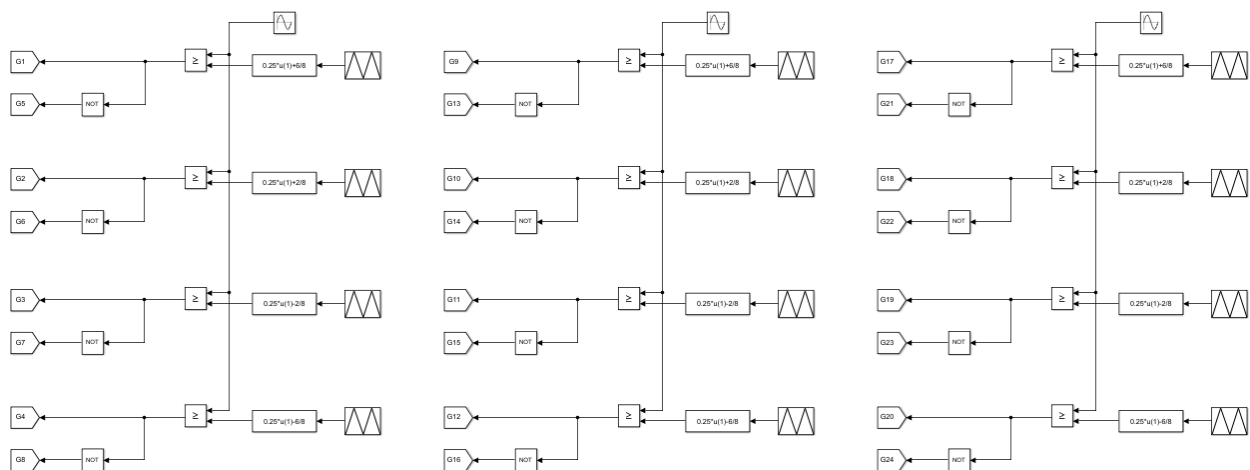 G1 ≥ 0.25*u(1)+6/8 G9 ≥ 0.25*u(1)+6/8 G17 ≥ 0.25*u(1)+6/8
G5 NOT G13 NOT G21 NOT
G2 ≥ 0.25*u(1)+2/8 G10 ≥ 0.25*u(1)+2/8 G18 ≥ 0.25*u(1)+2/8
G6 NOT G14 NOT G22 NOT
G3 ≥ 0.25*u(1)-2/8 G11 ≥ 0.25*u(1)-2/8 G19 ≥ 0.25*u(1)-2/8
G7 NOT G15 NOT G23 NOT
G4 ≥ 0.25*u(1)-6/8 G12 ≥ 0.25*u(1)-6/8 G20 ≥ 0.25*u(1)-6/8
G8 NOT G16 NOT G24 NOT